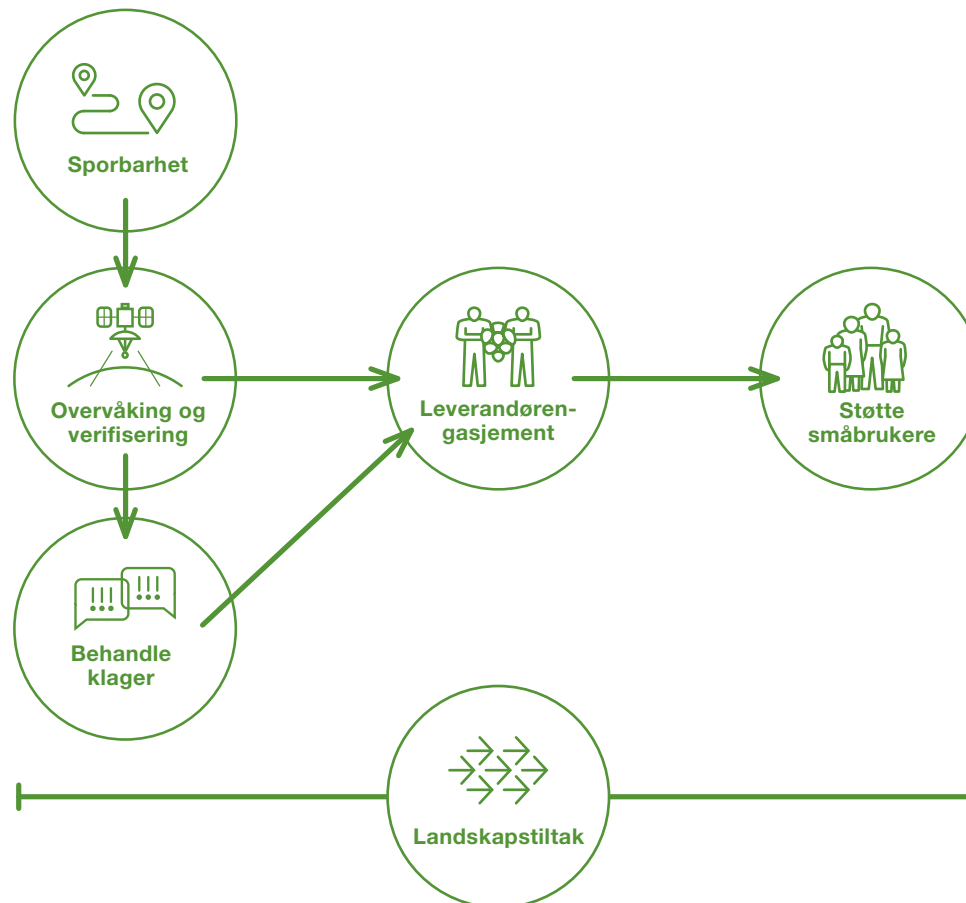 Sporbarhet
Overvåking og
verifisering
Leverandøren-
gasjement
Støtte
småbrukere
Behandle
klager
Landskapstiltak